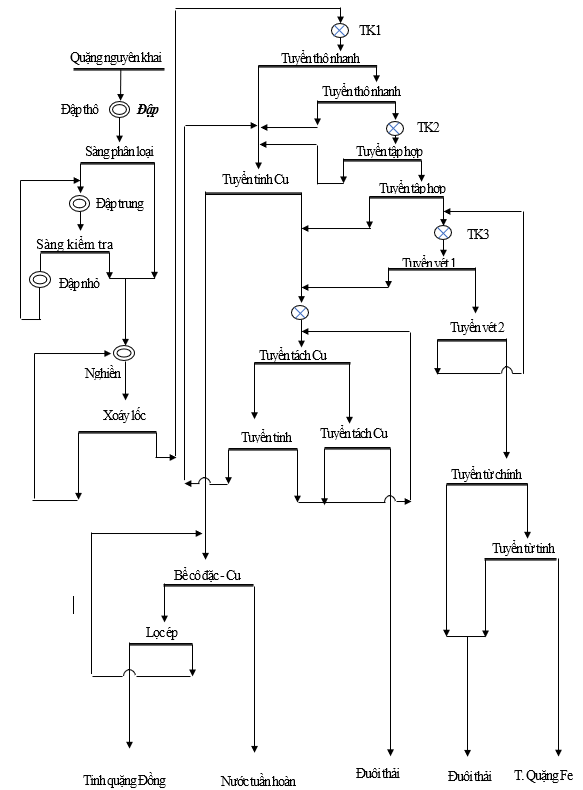 TK1
Quặng nguyên khai
Tuyển thô nhanh
Tuyển thô nhanh
Đập thô
Đập
TK2
Sàng phân loại
Tuyển tập hợp
Tuyển tinh Cu
Tuyển tập hợp
Đập trung
TK3
Sàng kiểm tra
Tuyển vét 1
Đập nhỏ
Tuyển vét 2
Tuyển tách Cu
Nghiền
Xoáy lốc
Tuyển tinh
Tuyển tách Cu
Tuyển từ chính
Tuyển từ tinh
Bể cô đặc - Cu
Lọc ép
Tinh quặng Đồng
Nước tuần hoàn
Đuôi thải
Đuôi thải
T. Quặng Fe